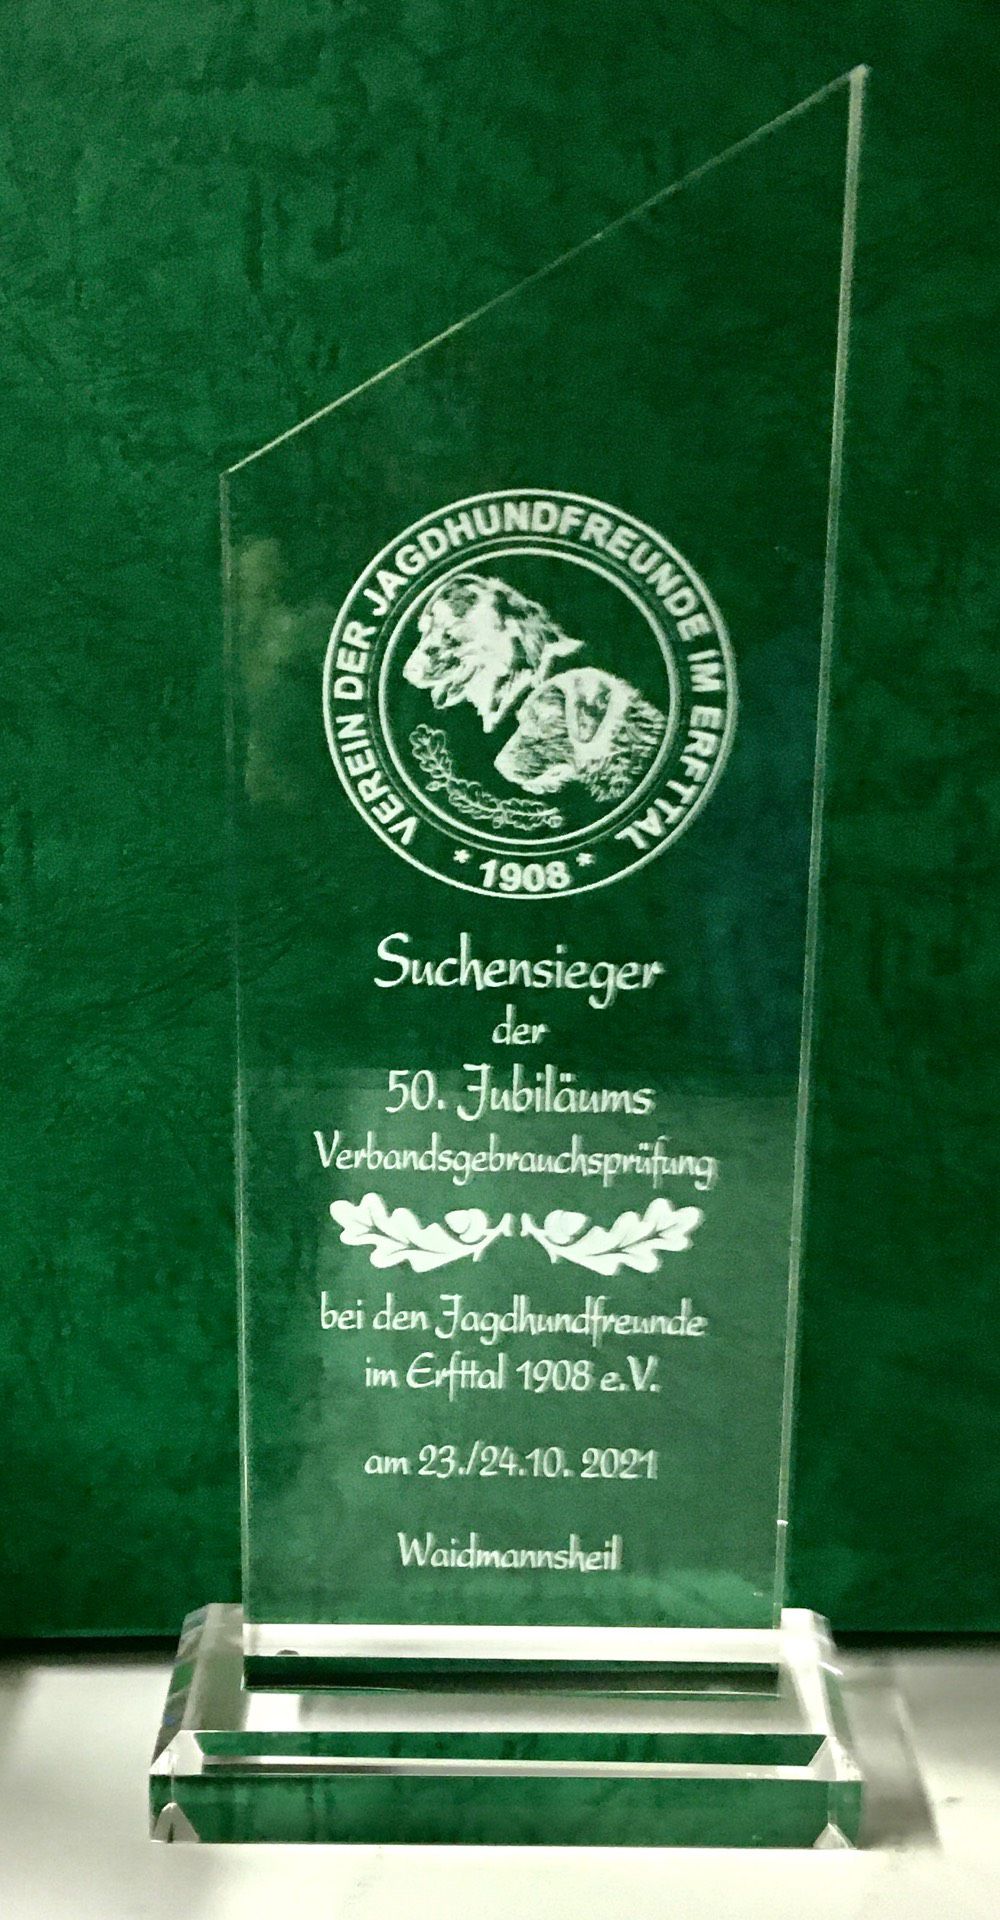 VEREIN DER JAGDHUNDFREUNDE IM ERFTTAL
* 1908 *
Suchensieger
der
50. Jubiläums
Verbandsgebrauchsprüfung
bei den Jagdhundfreunde
im Erfttal 1908 e.V.
am 23./24.10. 2021
Waidmannsheil